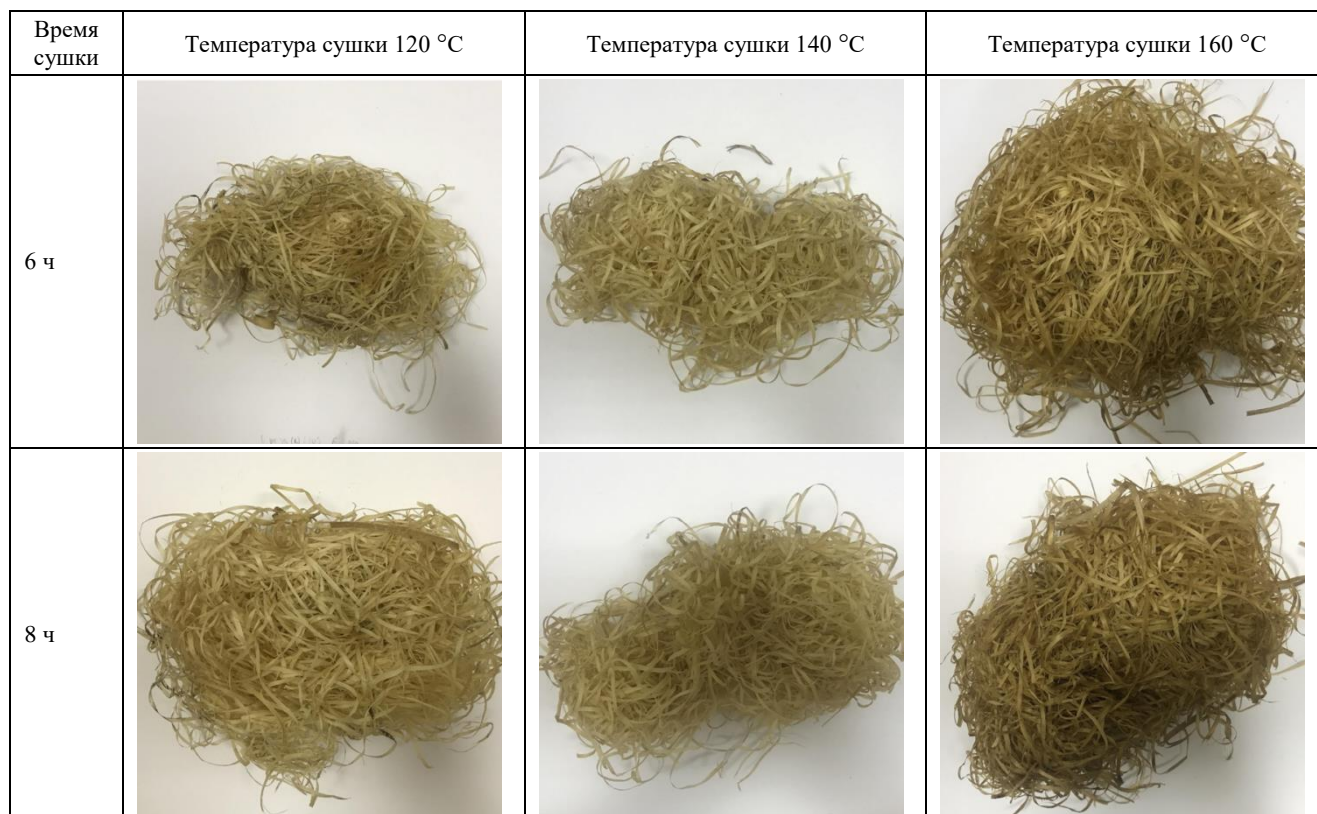 Время
сушки
Температура сушки 120 °C
Температура сушки 140 °C
Температура сушки 160 °C
6 ч
8 ч